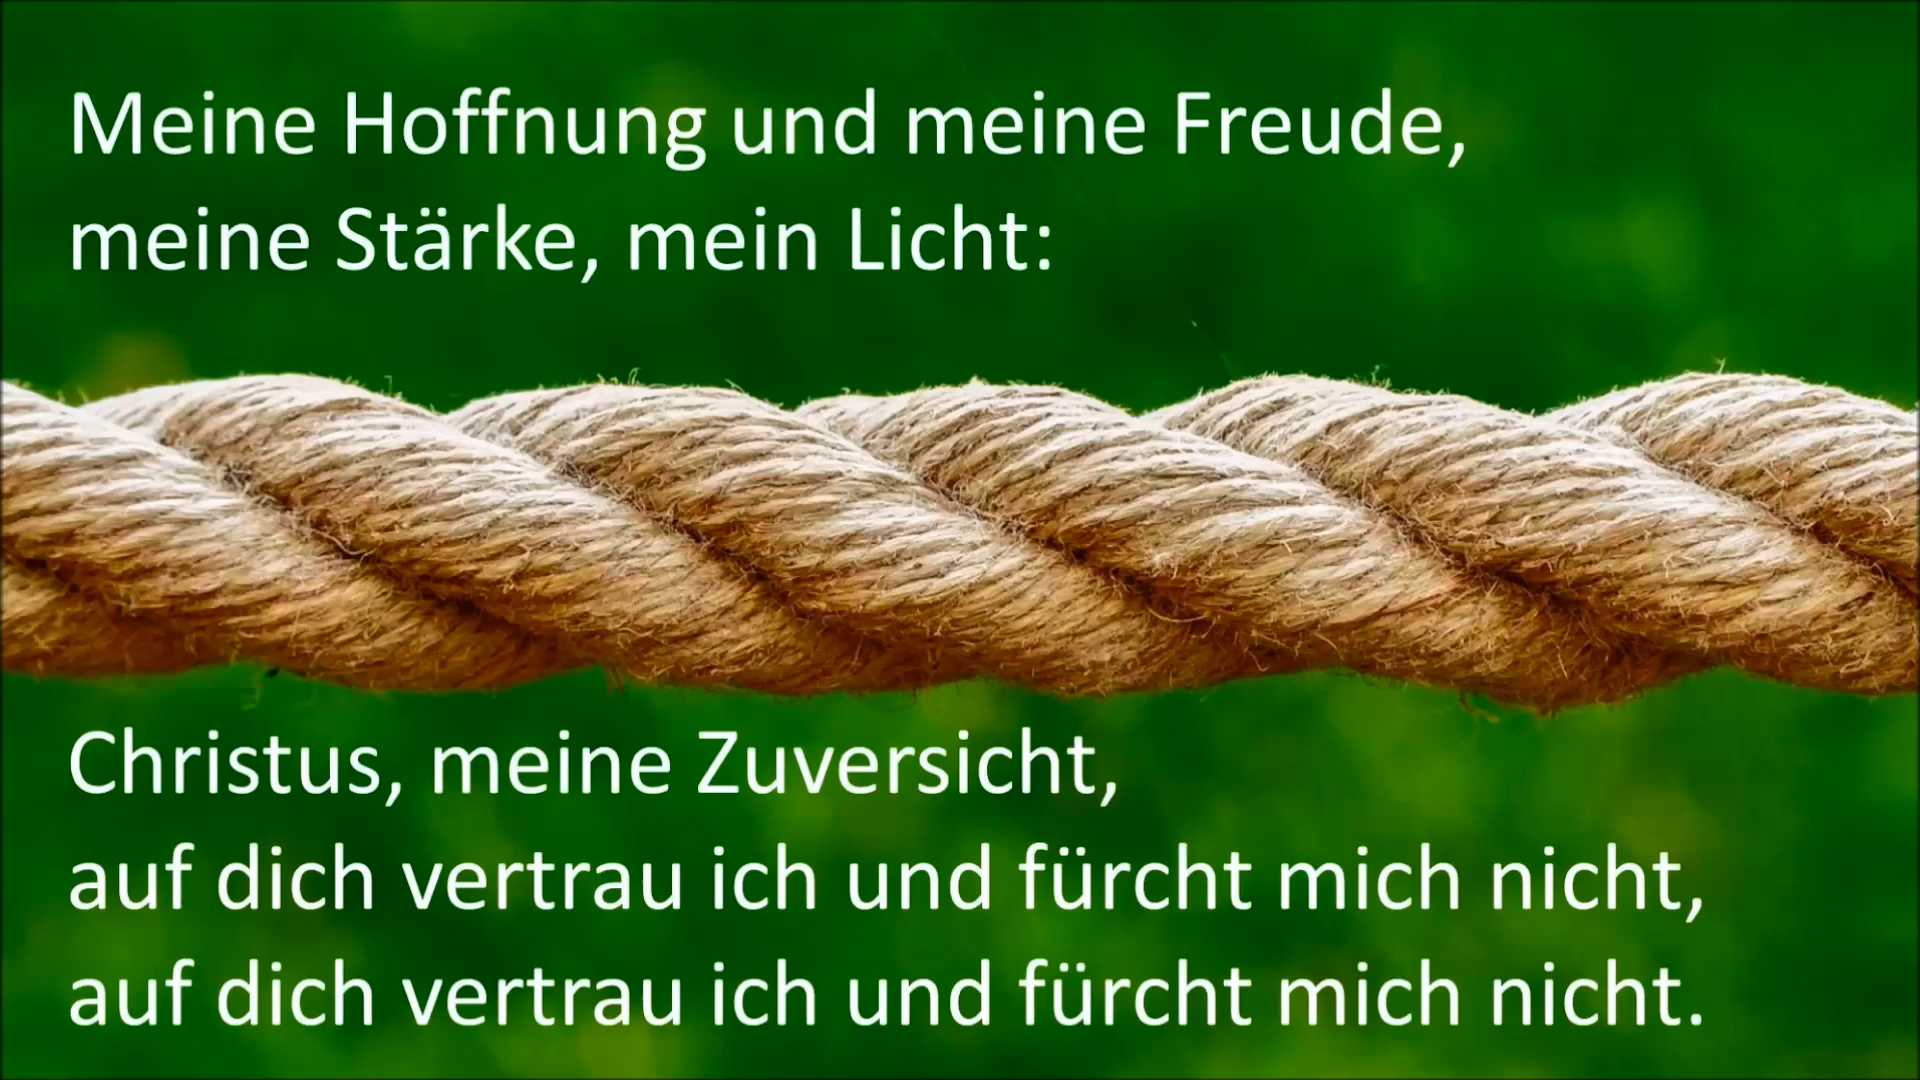 Meine Hoffnung und meine Freude,
meine Stärke, mein Licht:
Christus, meine Zuversicht,
auf dich vertrau ich und fürcht mich nicht,
auf dich vertrau ich und fürcht mich nicht.